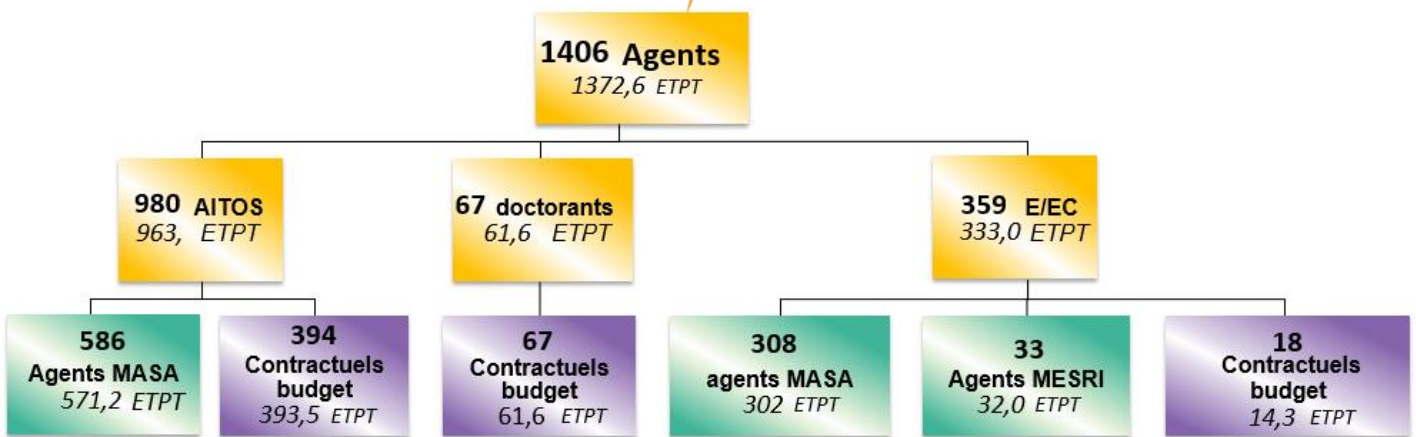 1406 Agents
1372,6 ETPT
980 AITOS
963, ETPT
67 doctorants
61,6 ETPT
359 E/EC
333,0 ETPT
586
Agents MASA
571,2 ETPT
394
Contractuels
budget
393,5 ETPT
67
Contractuels
budget
61,6 ETPT
308
agents MASA
302 ETPT
33
Agents MESRI
32,0 ETPT
18
Contractuels
budget
14,3 ETPT